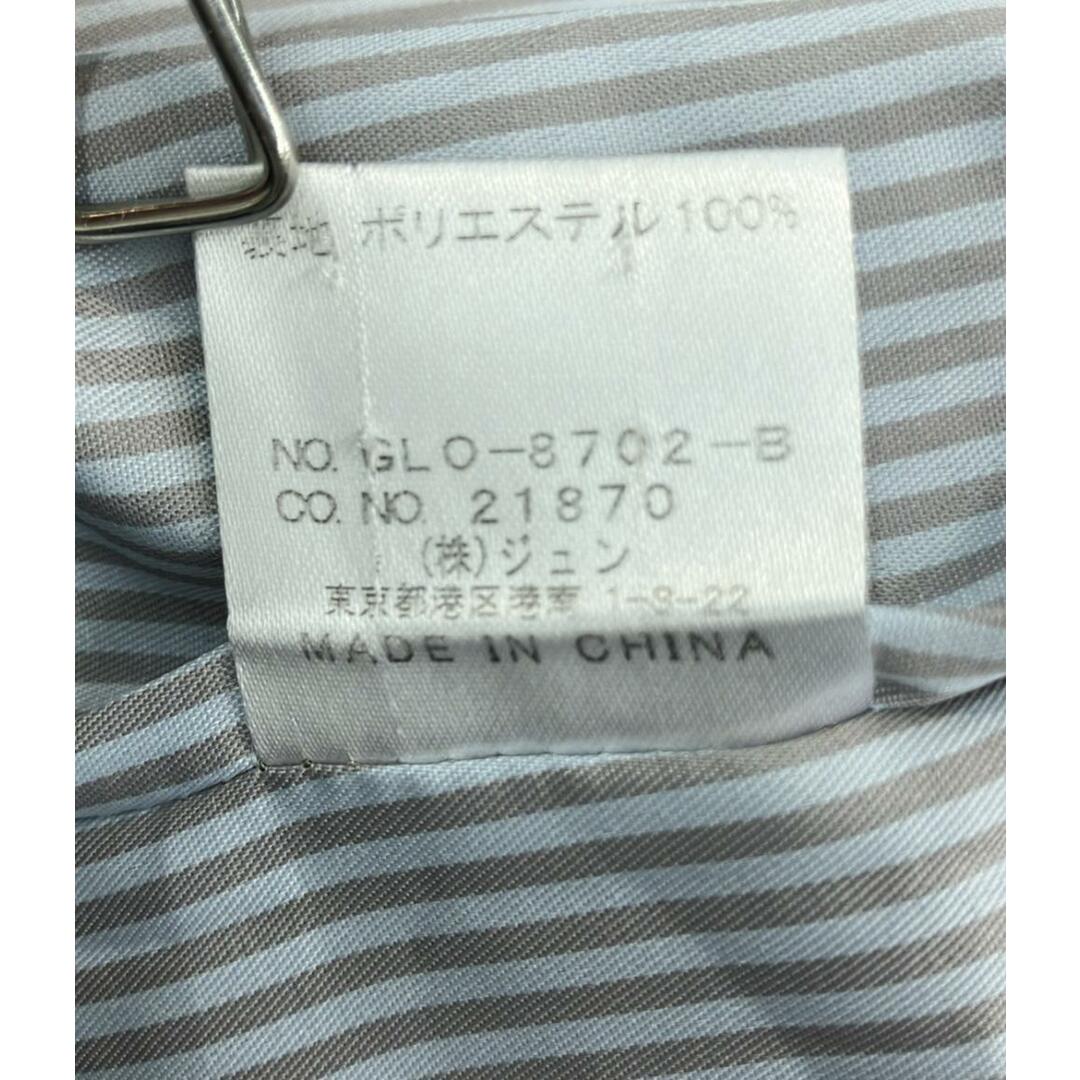 裏地 ポリエステル100%
NO. GLO-8702-B
CO. NO. 21870
(株)ジュン
東京都港区港南 1-8-22
MADE IN CHINA